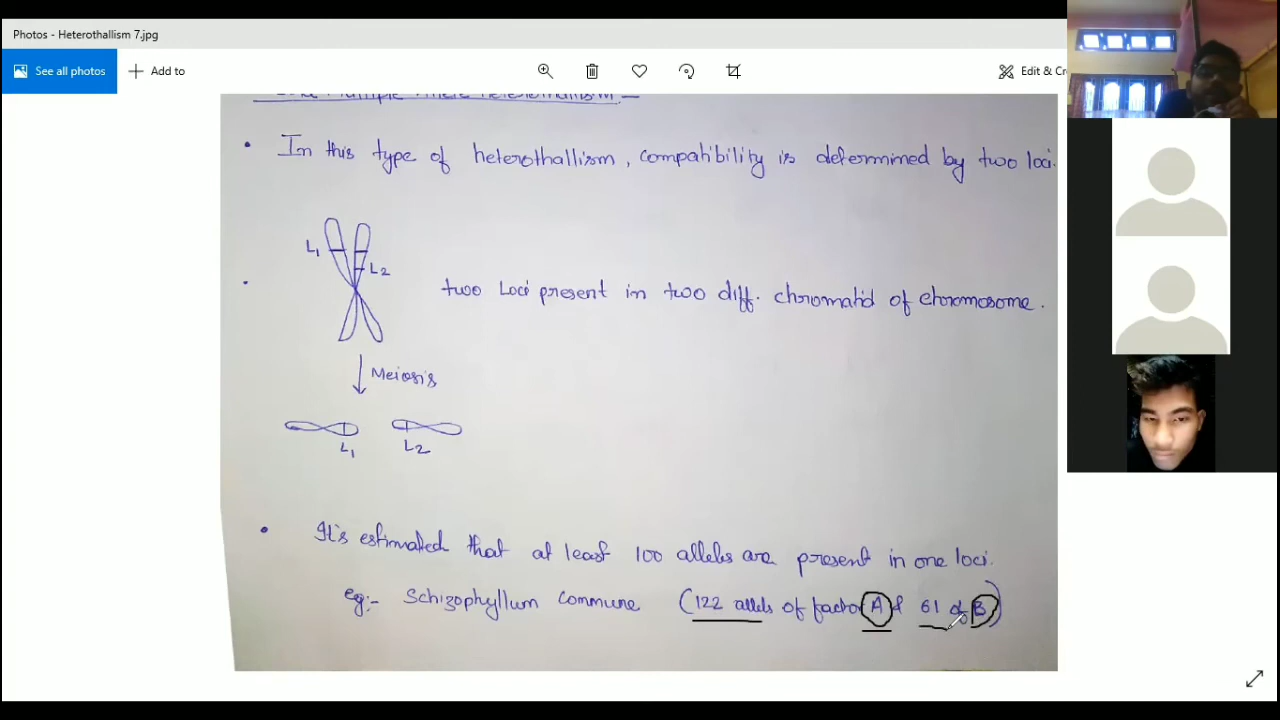 Photos - Heterothallism 7.jpg
See all photos
Add to
Edit & Cr
Multiple Allele heterothallism
In this type of heterothallism, compatibility is determined by two loci.
L1
L2
two Loci present in two diff. chromatid of chromosome.
Meiosis
L1 L2
It's estimated that at least 100 alleles are present in one loci.
eg:- Schizophyllum Commune (122 allels of factor A & 61 of B)